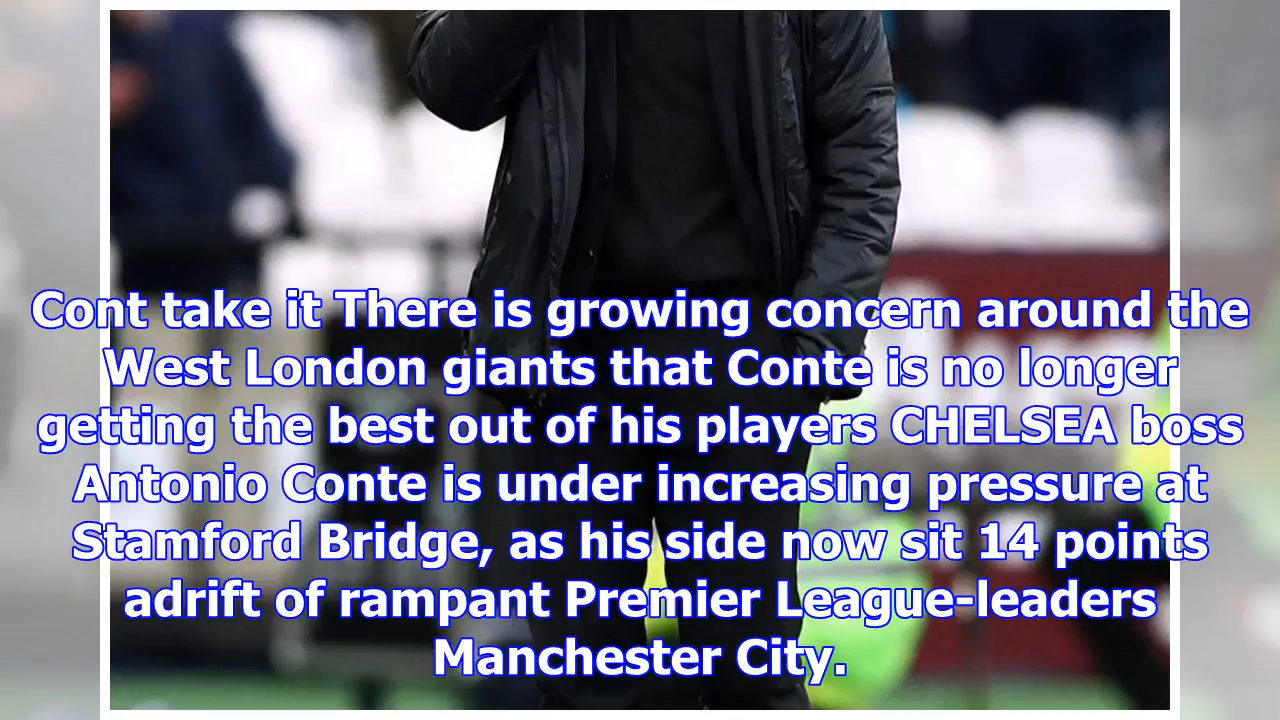 Cont take it There is growing concern around the
West London giants that Conte is no longer
getting the best out of his players CHELSEA boss
Antonio Conte is under increasing pressure at
Stamford Bridge, as his side now sit 14 points
adrift of rampant Premier League-leaders
Manchester City.